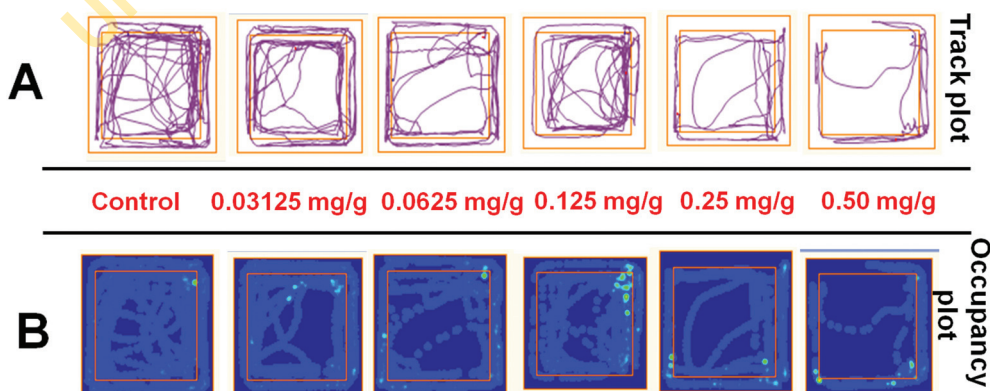 A
Track plot
Control
0.03125 mg/g
0.0625 mg/g
0.125 mg/g
0.25 mg/g
0.50 mg/g
B
Occupancy
plot